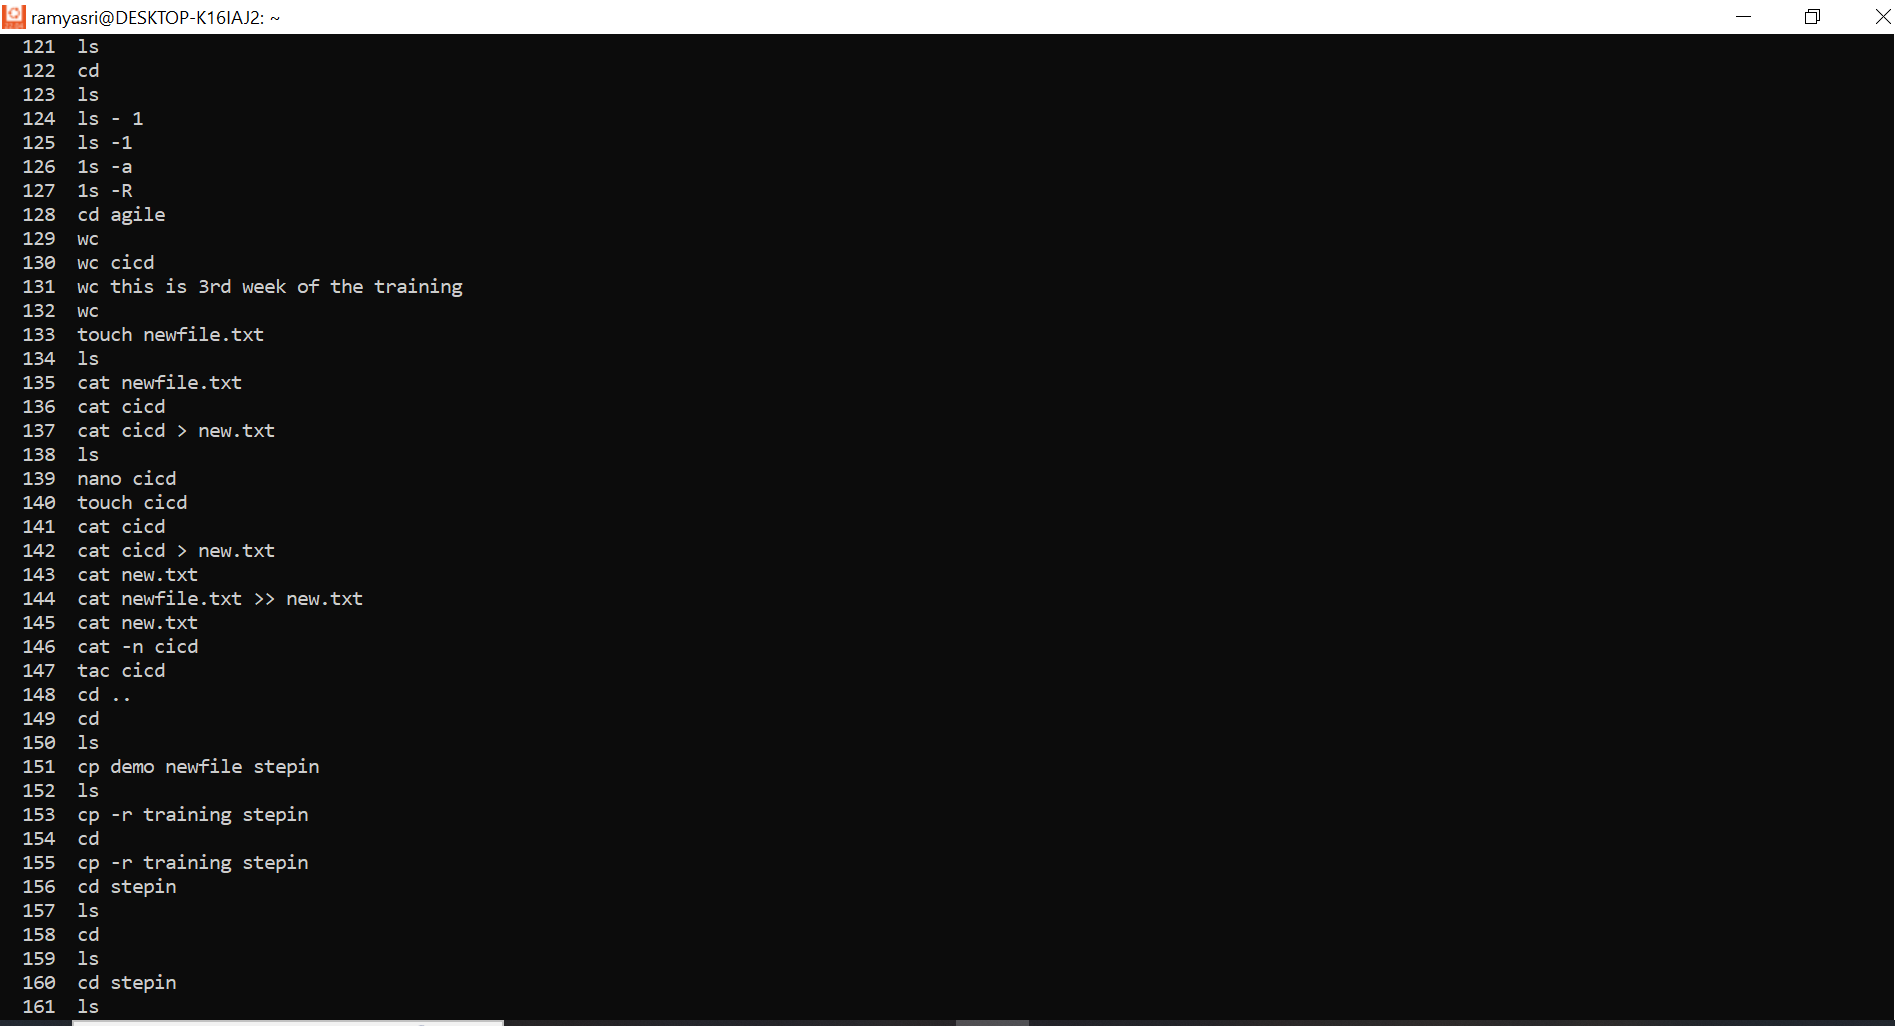 ramyasri@DESKTOP-K16IAJ2: ~
121 ls
122 cd
123 ls
124 ls - 1
125 ls -1
126 1s -a
127 1s -R
128 cd agile
129 wc
130 wc cicd
131 wc this is 3rd week of the training
132 wc
133 touch newfile.txt
134 ls
135 cat newfile.txt
136 cat cicd
137 cat cicd > new.txt
138 ls
139 nano cicd
140 touch cicd
141 cat cicd
142 cat cicd > new.txt
143 cat new.txt
144 cat newfile.txt >> new.txt
145 cat new.txt
146 cat -n cicd
147 tac cicd
148 cd ..
149 cd
150 ls
151 cp demo newfile stepin
152 ls
153 cp -r training stepin
154 cd
155 cp -r training stepin
156 cd stepin
157 ls
158 cd
159 ls
160 cd stepin
161 ls